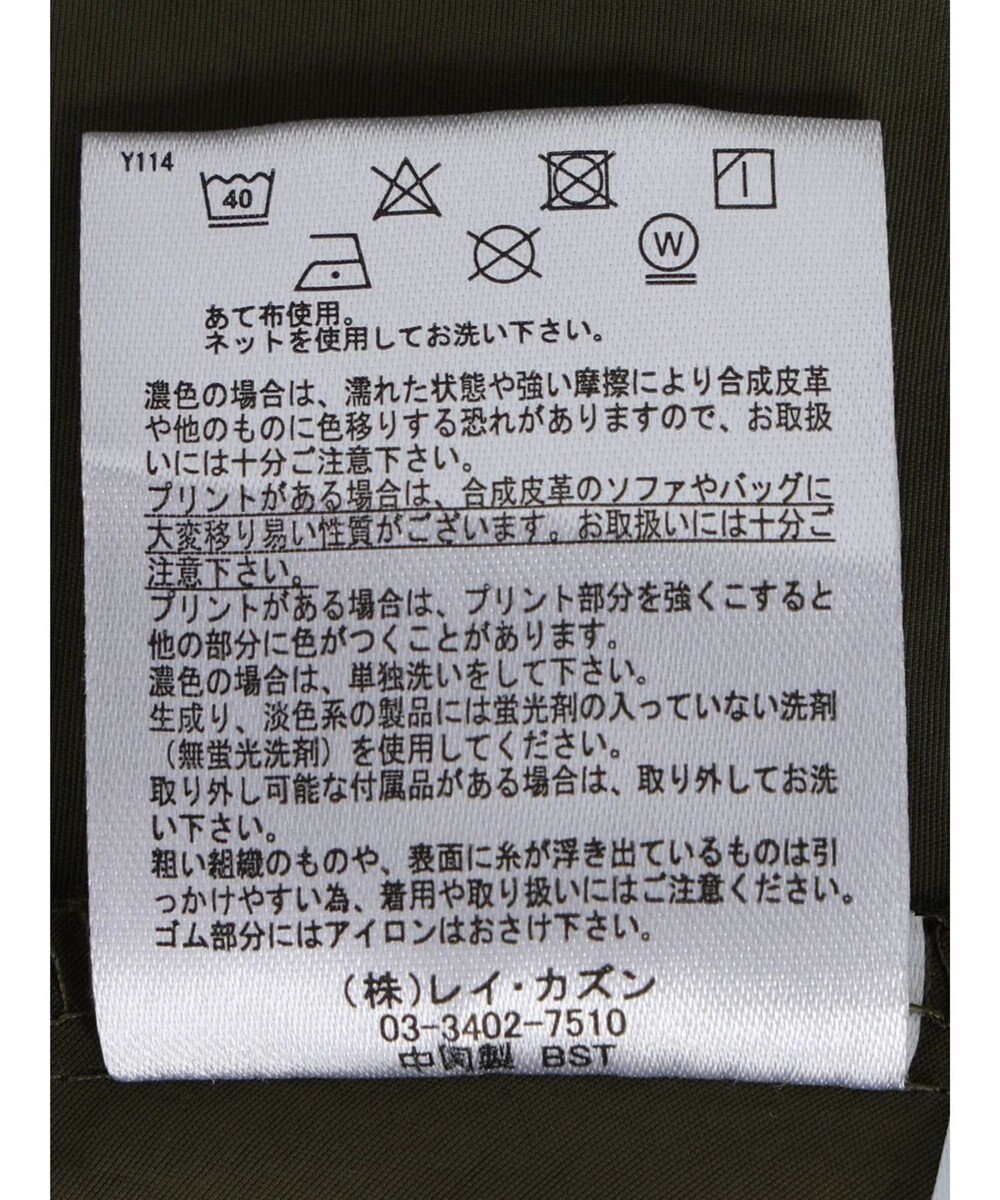 Y114
40
W
あて布使用。
ネットを使用してお洗い下さい。
濃色の場合は、濡れた状態や強い摩擦により合成皮革
や他のものに色移りする恐れがありますので、お取扱
いには十分ご注意下さい。
プリントがある場合は、合成皮革のソファやバッグに
大変移り易い性質がございます。お取扱いには十分ご
注意下さい。
プリントがある場合は、プリント部分を強くこすると
他の部分に色がつくことがあります。
濃色の場合は、単独洗いをして下さい。
生成り、淡色系の製品には蛍光剤の入っていない洗剤
（無蛍光洗剤）を使用してください。
取り外し可能な付属品がある場合は、取り外してお洗
い下さい。
粗い組織のものや、表面に糸が浮き出ているものは引
っかけやすい為、着用や取り扱いにはご注意ください。
ゴム部分にはアイロンはおさけ下さい。
（株）レイ・カズン
03-3402-7510
中国製 BST